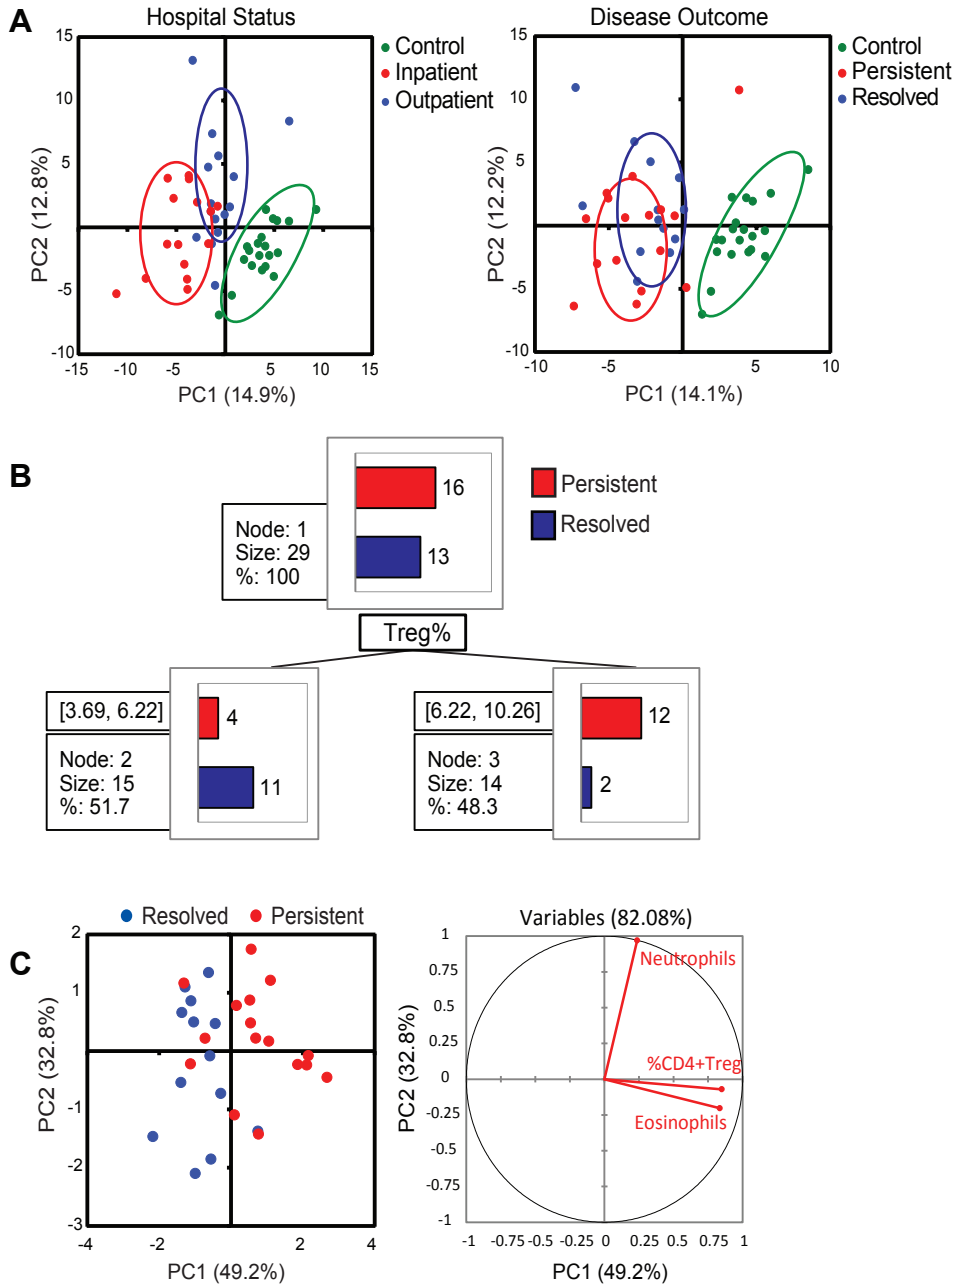 A
Hospital Status
15
10
5
0
-5
-10
-15
-5
0
5
10
15
PC2 (12.8%)
PC1 (14.9%)
Control
Inpatient
Outpatient
Disease Outcome
15
10
5
0
-5
-10
-10
-5
0
5
10
PC2 (12.2%)
PC1 (14.1%)
Control
Persistent
Resolved
B
16
13
Node: 1
Size: 29
%: 100
Persistent
Resolved
Treg%
[3.69, 6.22]
Node: 2
Size: 15
%: 51.7
4
11
[6.22, 10.26]
Node: 3
Size: 14
%: 48.3
12
2
C
Resolved
Persistent
2
1
0
-1
-2
-3
-4
-2
0
2
4
PC2 (32.8%)
PC1 (49.2%)
Variables (82.08%)
1
0.75
0.5
0.25
0
-0.25
-0.5
-0.75
-1
-1
-0.75
-0.5
-0.25
0
0.25
0.5
0.75
1
PC2 (32.8%)
PC1 (49.2%)
Neutrophils
%CD4+Treg
Eosinophils